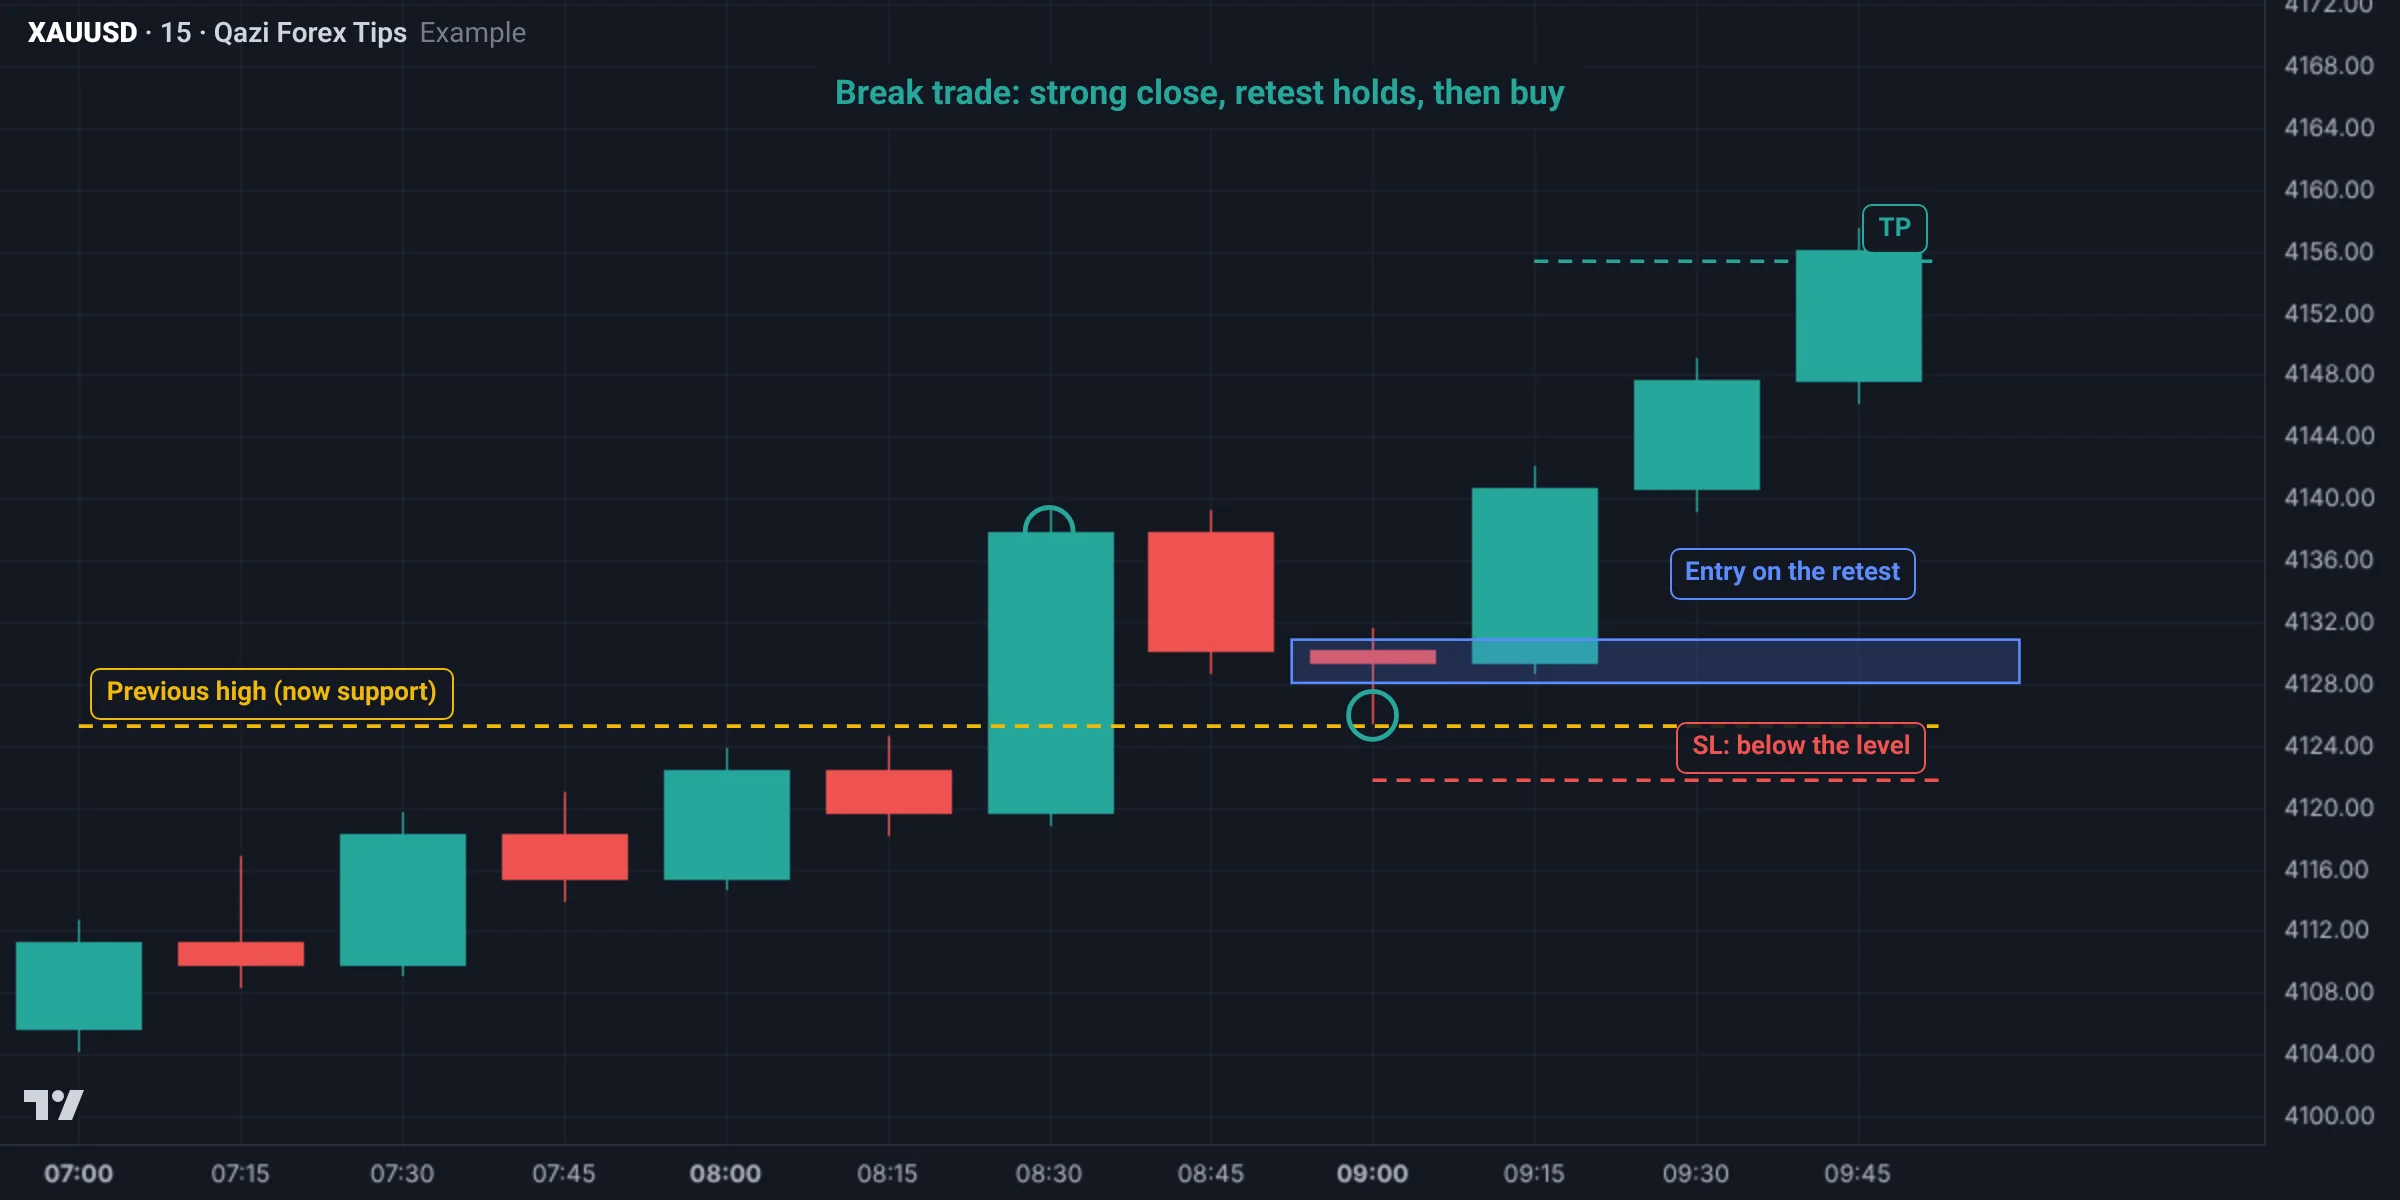 XAUUSD · 15 · Qazi Forex Tips Example
4172.00
Break trade: strong close, retest holds, then buy
4168.00
4164.00
4160.00
TP
4156.00
4152.00
4148.00
4144.00
4140.00
4136.00
Entry on the retest
4132.00
Previous high (now support)
4128.00
SL: below the level
4124.00
4120.00
4116.00
4112.00
4108.00
4104.00
4100.00
07:00 07:15 07:30 07:45 08:00 08:15 08:30 08:45 09:00 09:15 09:30 09:45